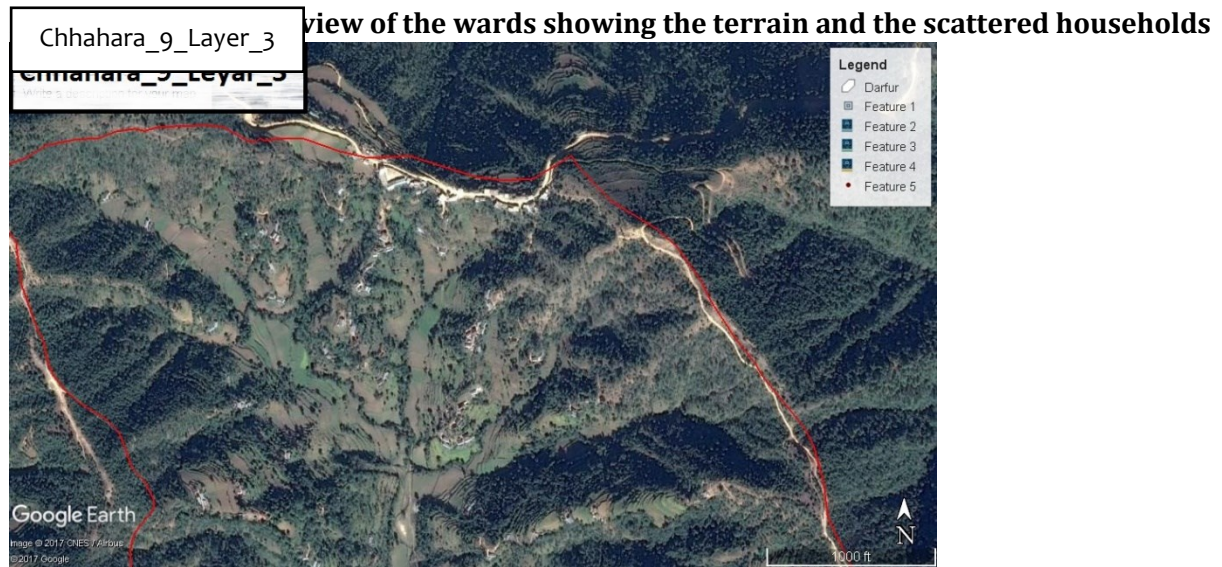 view of the wards showing the terrain and the scattered households
Chhahara_9_Layer_3
Chhahara_9_Leyar_3
Legend
Darfur
Feature 1
Feature 2
Feature 3
Feature 4
Feature 5
Google Earth
Image © 2017 CNES / Airbus
©2017 Google
N
1000 ft